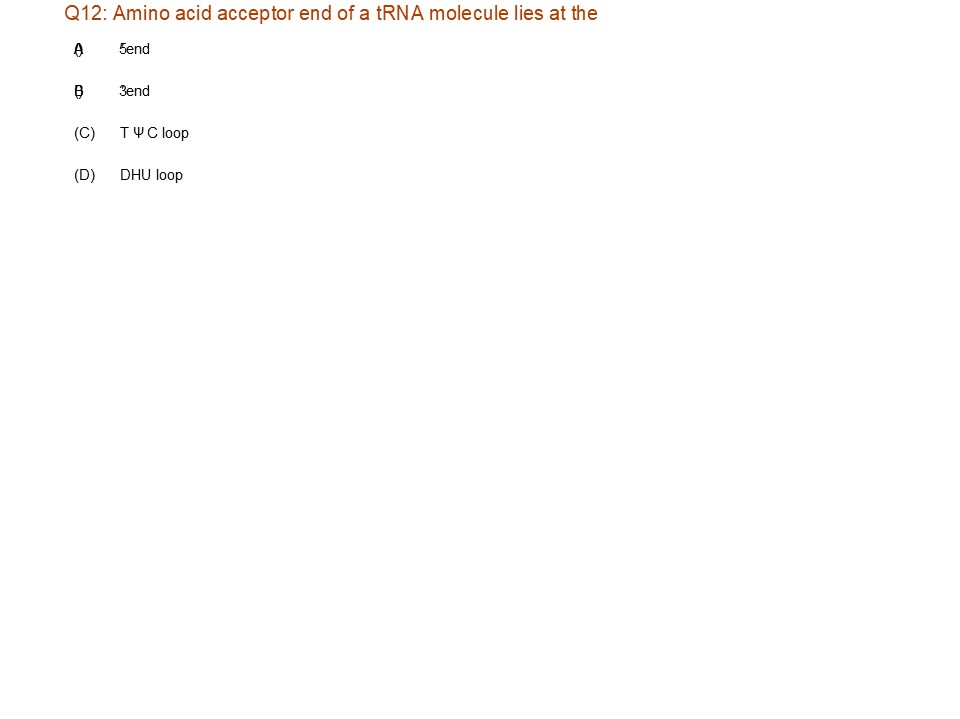 Q12: Amino acid acceptor end of a tRNA molecule lies at the
(A) 5'end
(B) 3'end
(C) T Ψ C loop
(D) DHU loop